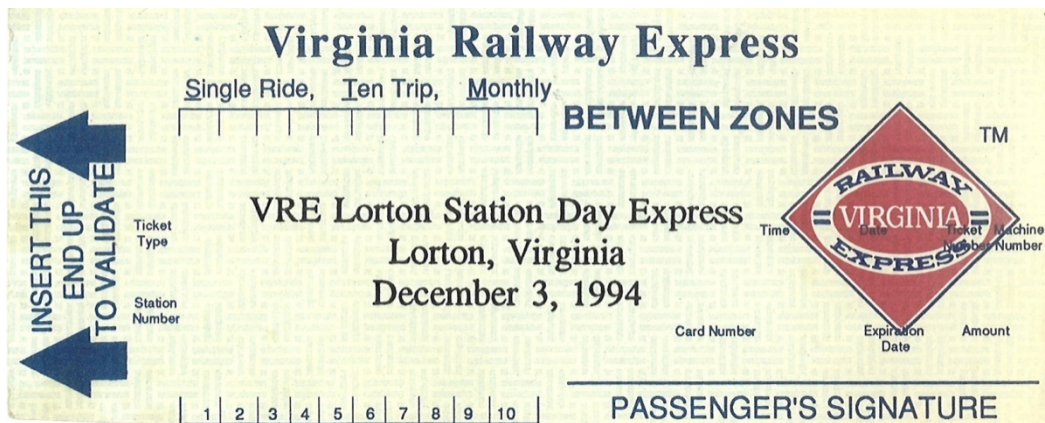 Virginia Railway Express
Single Ride, Ten Trip, Monthly
BETWEEN ZONES
TM
INSERT THIS
END UP
TO VALIDATE
Ticket
Type
VRE Lorton Station Day Express
Lorton, Virginia
December 3, 1994
RAILWAY
VIRGINIA
EXPRESS
Time
Date
Ticket
Number
Machine
Number
Station
Number
Card Number
Expiration
Date
Amount
1 2 3 4 5 6 7 8 9 10
PASSENGER'S SIGNATURE